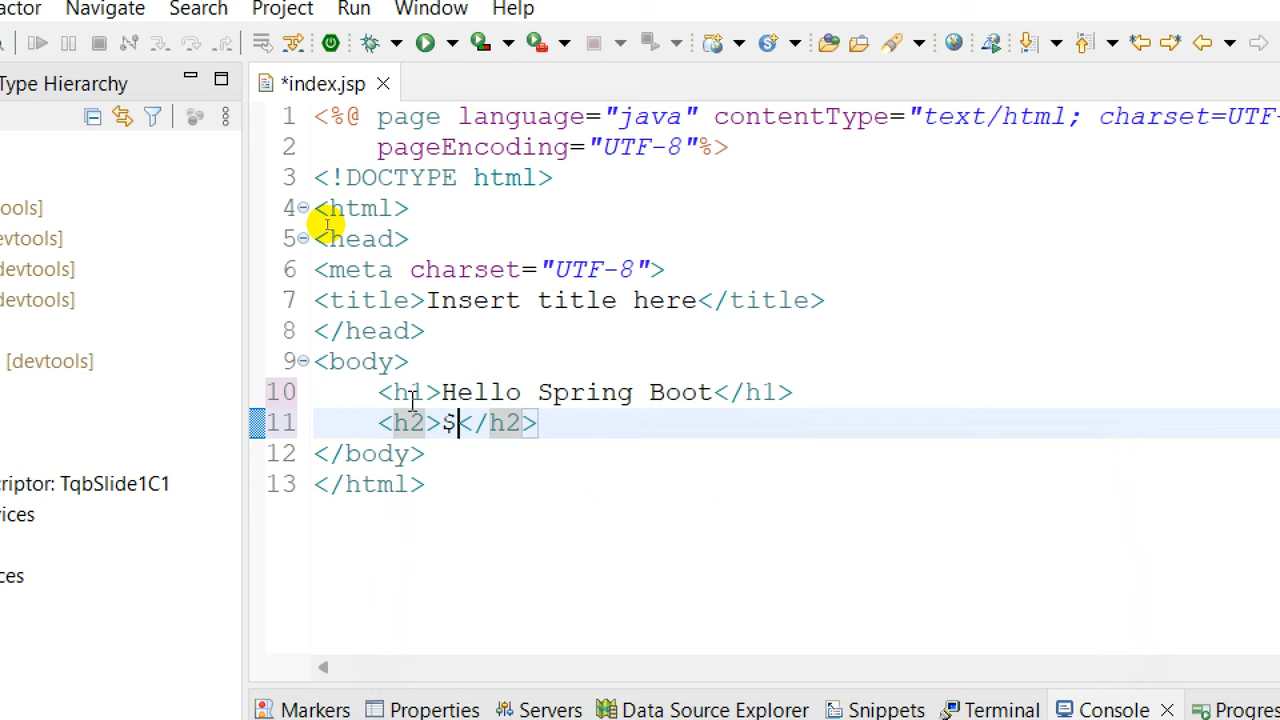 Navigate Search Project Run Window Help
Type Hierarchy
*index.jsp
1 <%@ page language="java" contentType="text/html; charset=UTF-
2 pageEncoding="UTF-8"%>
3 <!DOCTYPE html>
ools]
4 <html>
evtools]
5 <head>
devtools]
6 <meta charset="UTF-8">
devtools]
7 <title>Insert title here</title>
8 </head>
[devtools]
9 <body>
10 <h1>Hello Spring Boot</h1>
11 <h2>$</h2>
12 </body>
riptor: TqbSlide1C1
13 </html>
ices
ces
Markers Properties Servers Data Source Explorer Snippets Terminal Console Progres